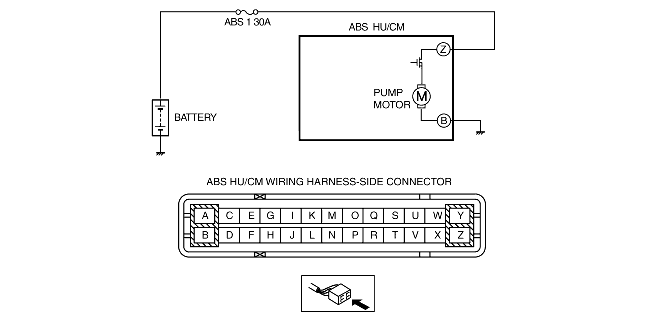 ABS 1 30A
ABS HU/CM
Z
PUMP
MOTOR
M
B
BATTERY
ABS HU/CM WIRING HARNESS-SIDE CONNECTOR
A C E G I K M O Q S U W Y
B D F H J L N P R T V X Z